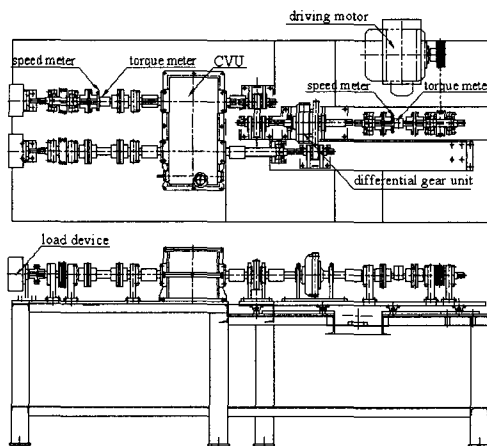 driving motor
speed meter
torque meter
CVU
speed meter
torque meter
differential gear unit
load device